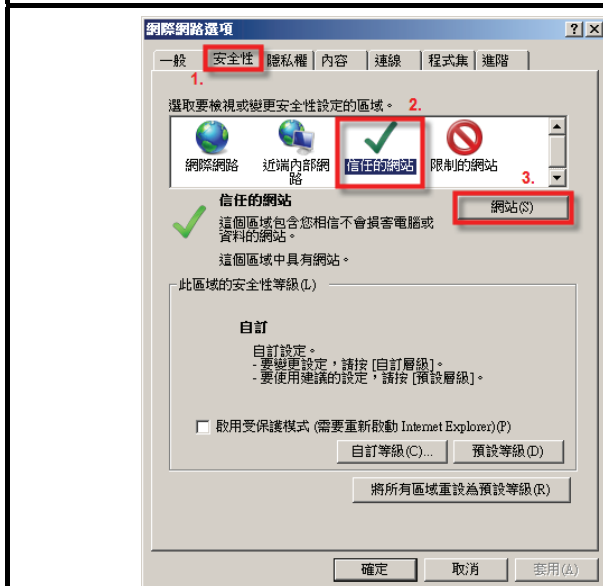 網際網路選項
一般 安全性 隱私權 內容 連線 程式集 進階
1.
選取要檢視或變更安全性設定的區域。 2.
網際網路 近端內部網路 信任的網站 限制的網站
3.
信任的網站
網站(S)
這個區域包含您相信不會損害電腦或
資料的網站。
這個區域中具有網站。
此區域的安全性等級(L)
自訂
自訂設定。
- 要變更設定，請按 [自訂層級]。
- 要使用建議的設定，請按 [預設層級]。
啟用受保護模式 (需要重新啟動 Internet Explorer)(P)
自訂等級(C)... 預設等級(D)
將所有區域重設為預設等級(R)
確定 取消 套用(A)